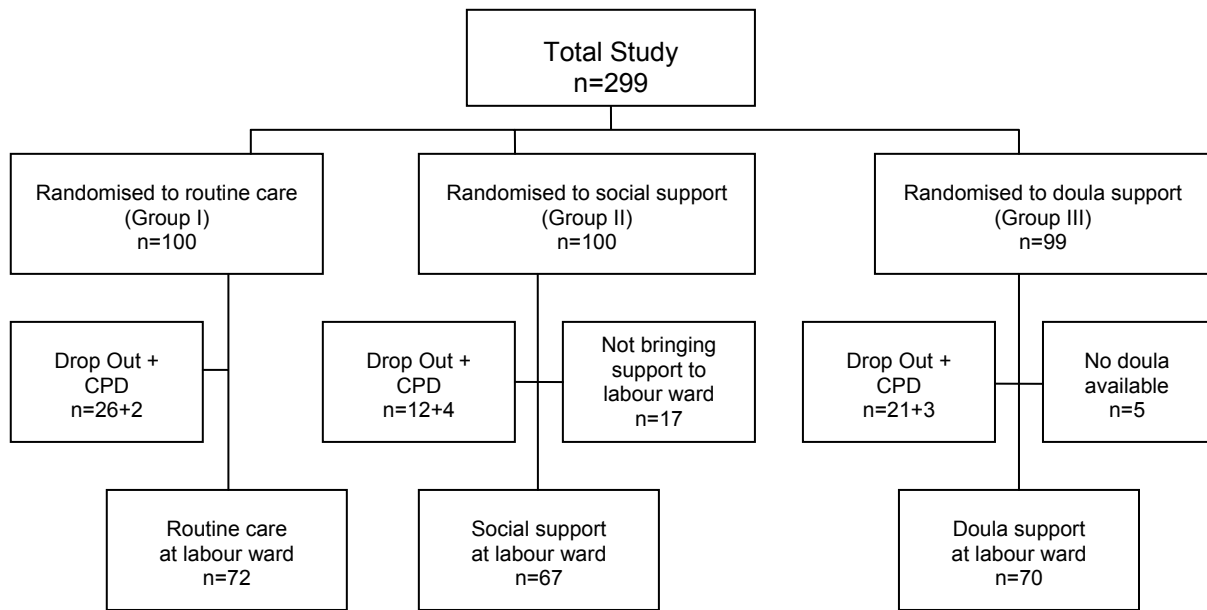 Total Study
n=299
Randomised to routine care
(Group I)
n=100
Randomised to social support
(Group II)
n=100
Randomised to doula support
(Group III)
n=99
Drop Out +
CPD
n=26+2
Drop Out +
CPD
n=12+4
Not bringing
support to
labour ward
n=17
Drop Out +
CPD
n=21+3
No doula
available
n=5
Routine care
at labour ward
n=72
Social support
at labour ward
n=67
Doula support
at labour ward
n=70